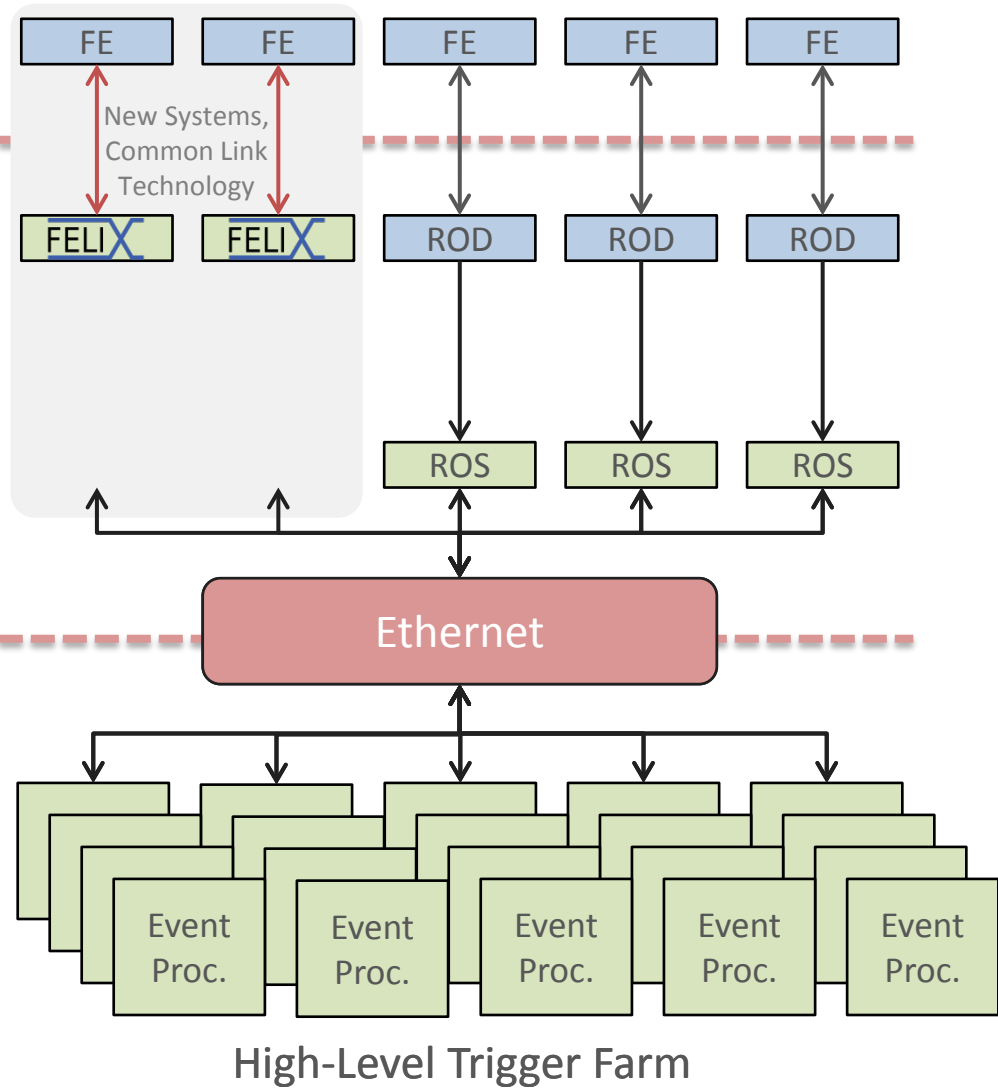 FE FE FE FE FE
New Systems,
Common Link
Technology
FELIX FELIX ROD ROD ROD
ROS ROS ROS
Ethernet
Event Proc.
Event Proc.
Event Proc.
Event Proc.
Event Proc.
High-Level Trigger Farm